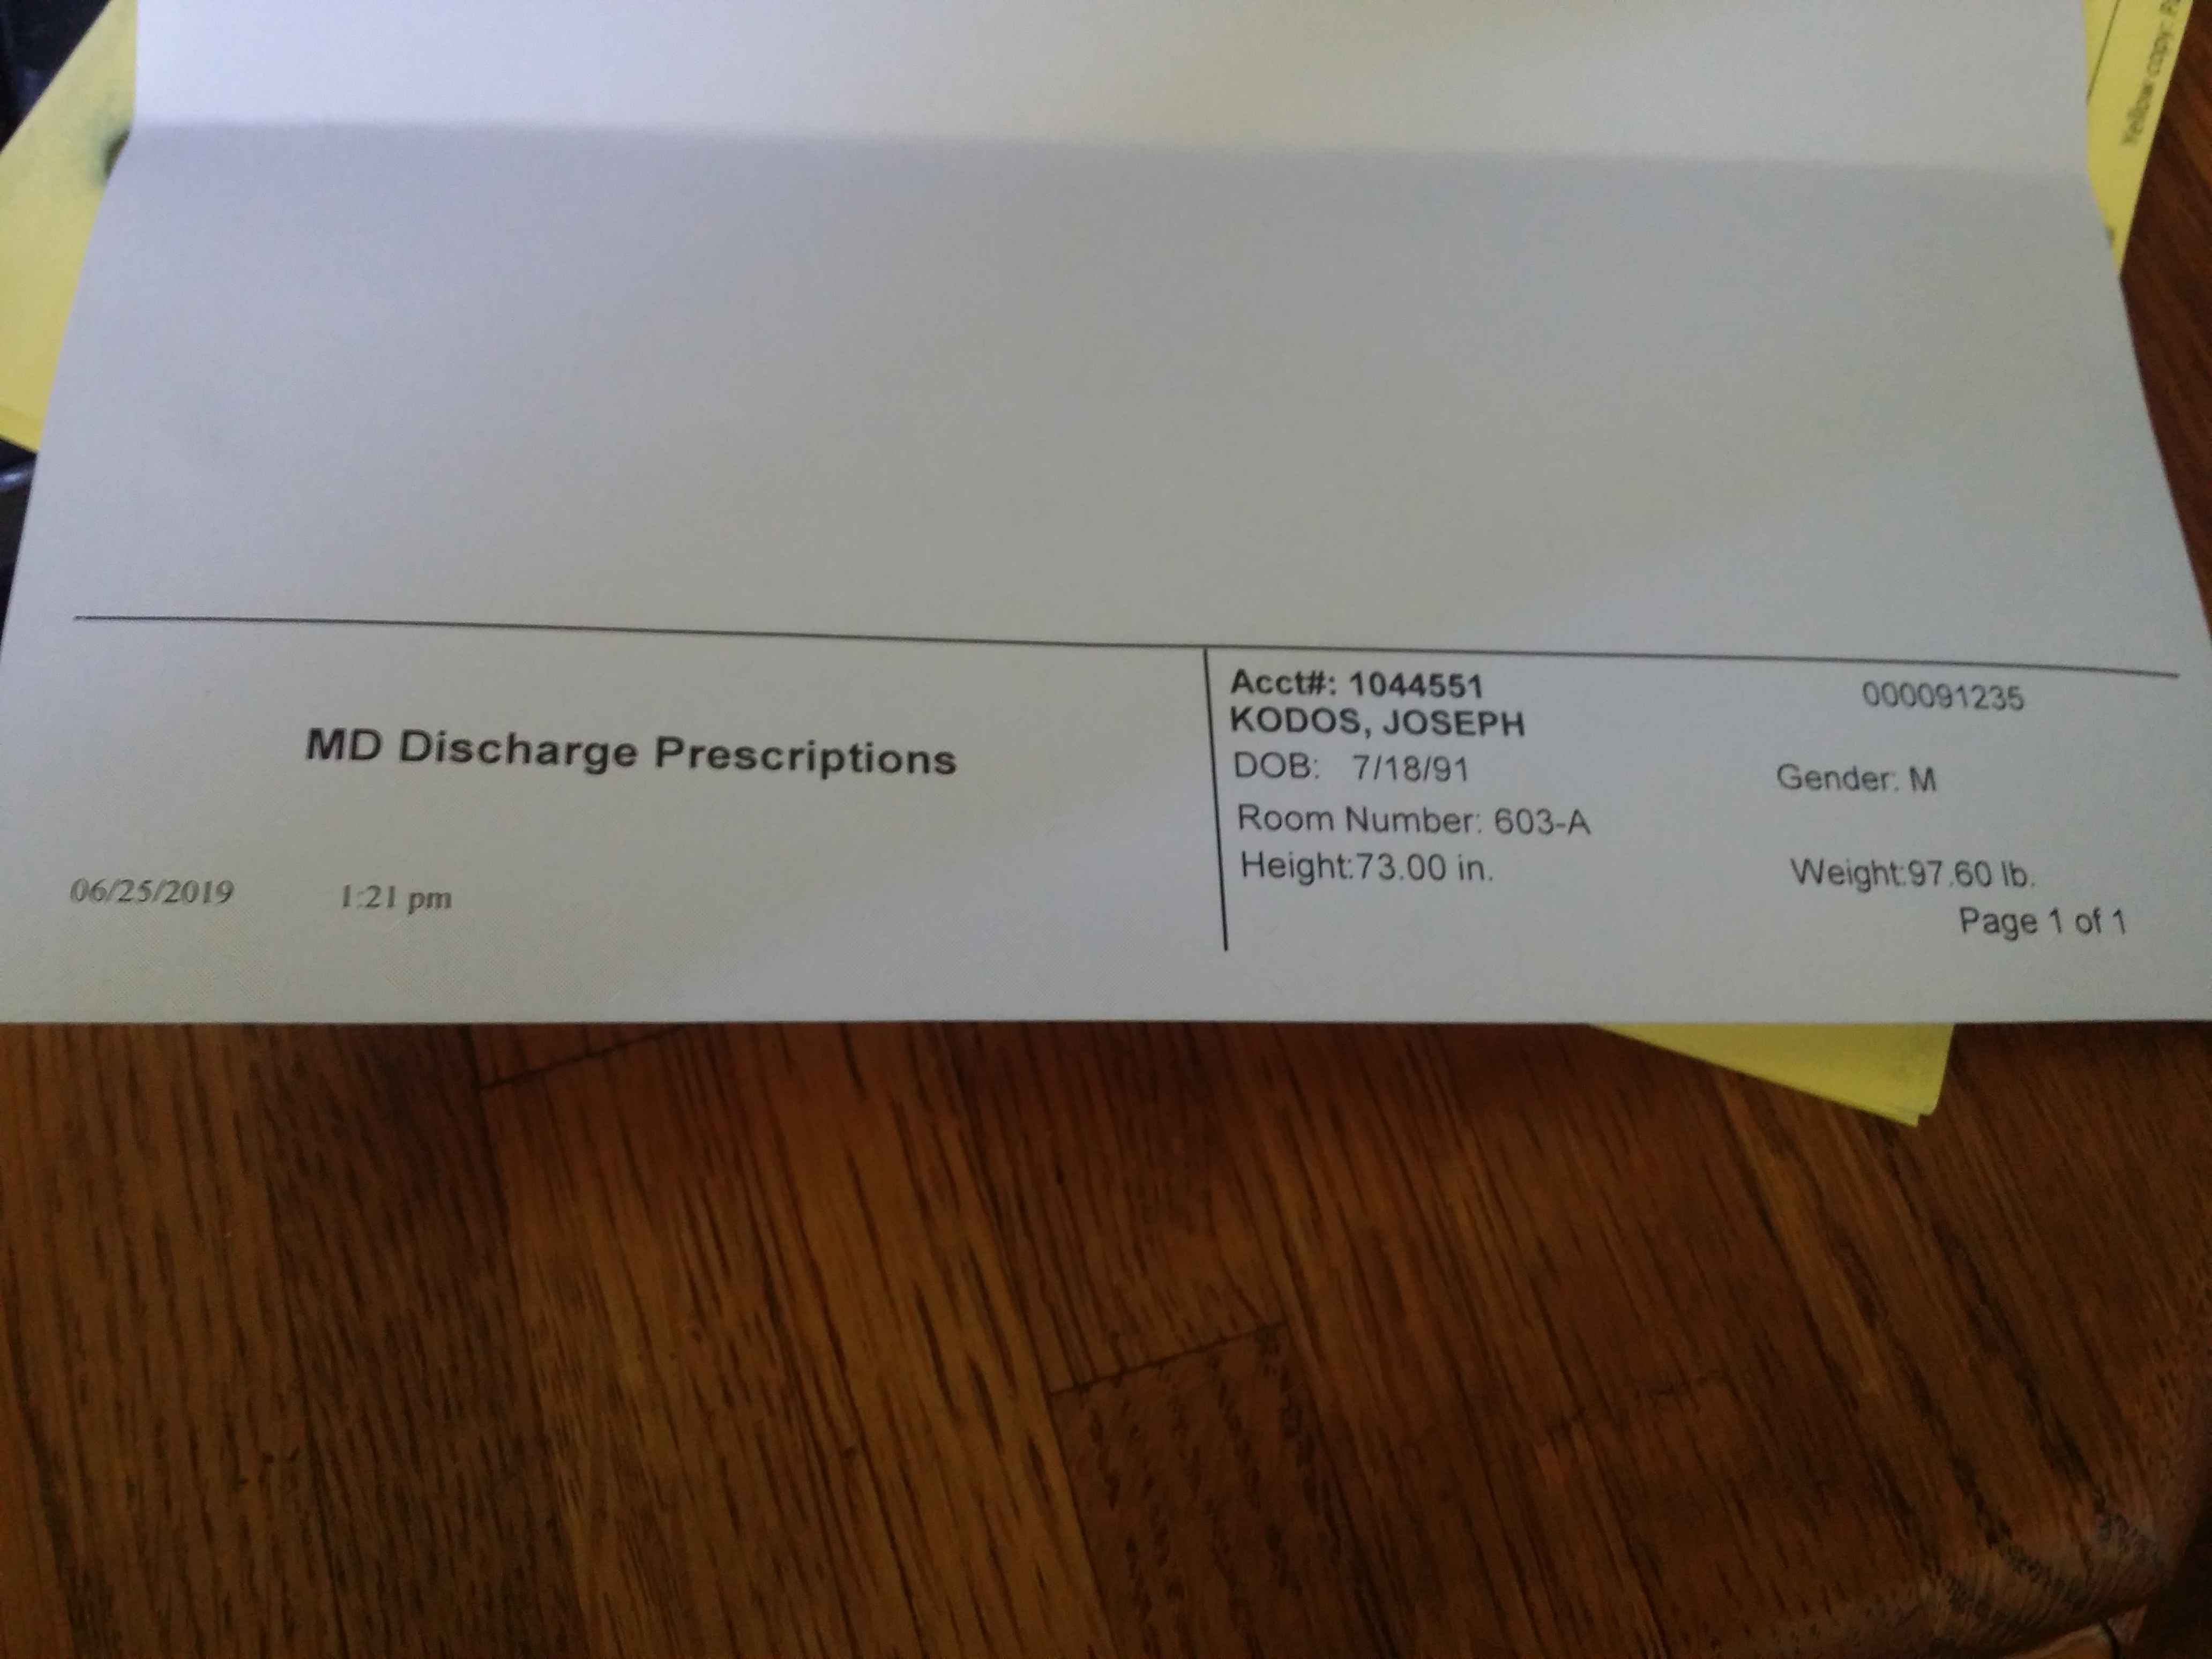 Yellow copy:
Acct#: 1044551 000091235
KODOS, JOSEPH
MD Discharge Prescriptions
DOB: 7/18/91 Gender: M
Room Number: 603-A
Height:73.00 in. Weight:97.60 lb.
06/25/2019 1:21 pm
Page 1 of 1